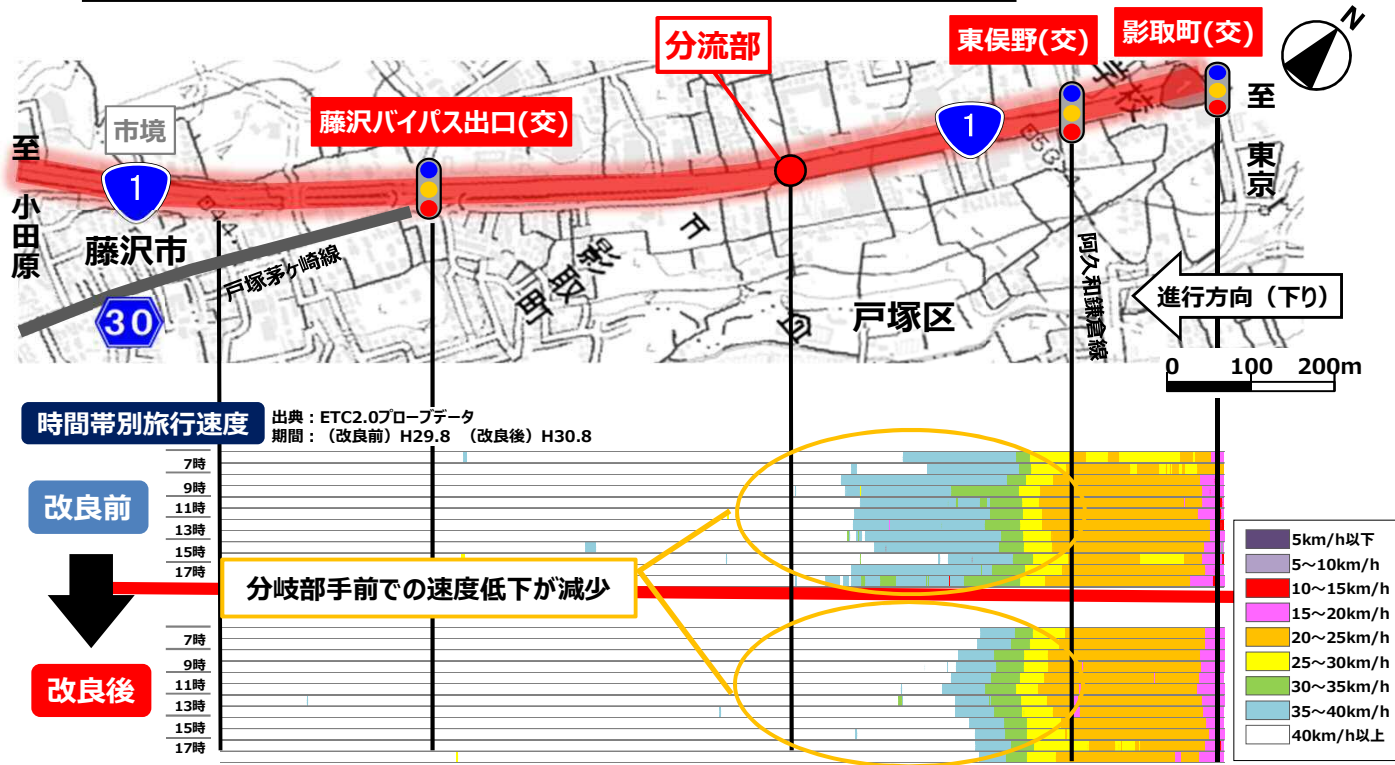 分流部
東俣野(交)
影取町(交)
N
藤沢バイパス出口(交)
市境
至 小田原
1
1
至 東京
藤沢市
戸塚茅ヶ崎線
30
影取町
学校
戸塚区
阿久和鎌倉線
進行方向（下り）
0 100 200m
時間帯別旅行速度
出典：ETC2.0プローブデータ
期間：（改良前）H29.8 （改良後）H30.8
改良前
7時
9時
11時
13時
15時
17時
分岐部手前での速度低下が減少
改良後
7時
9時
11時
13時
15時
17時
5km/h以下
5～10km/h
10～15km/h
15～20km/h
20～25km/h
25～30km/h
30～35km/h
35～40km/h
40km/h以上